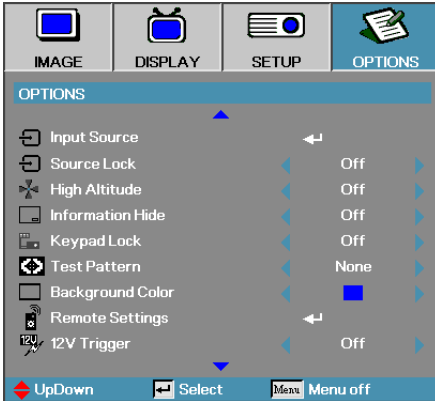 IMAGE DISPLAY SETUP OPTIONS
OPTIONS
Input Source
Source Lock Off
High Altitude Off
Information Hide Off
Keypad Lock Off
Test Pattern None
Background Color
Remote Settings
12V 12V Trigger Off
UpDown Select Menu Menu off